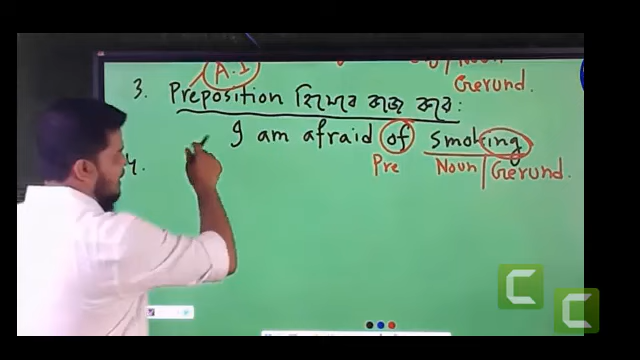 (A.J)
Gerund.
3. Preposition হিসেবে কাজ করে:
I am afraid of smoking
Pre Noun/Gerund.
4.